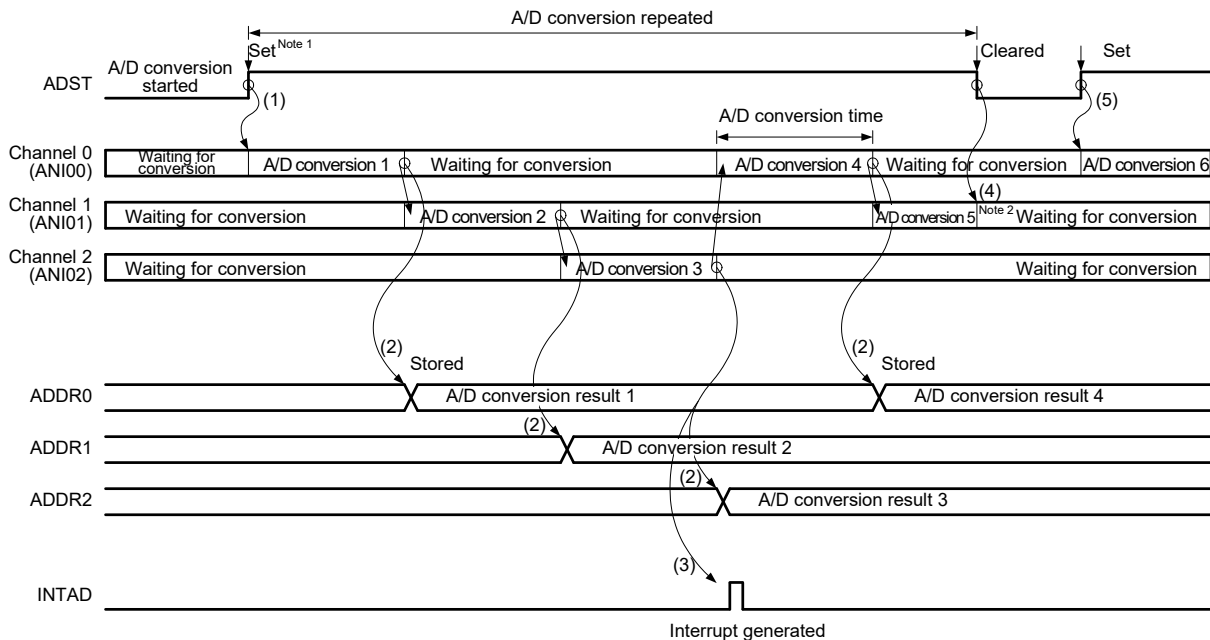 A/D conversion repeated
Set Note 1
Cleared
Set
A/D conversion
started
ADST
(1)
(5)
A/D conversion time
Channel 0
(ANI00)
Waiting for
conversion
A/D conversion 1
Waiting for conversion
A/D conversion 4
Waiting for conversion
A/D conversion 6
(4)
Channel 1
(ANI01)
Waiting for conversion
A/D conversion 2
Waiting for conversion
A/D conversion 5
Note 2
Waiting for conversion
Channel 2
(ANI02)
Waiting for conversion
A/D conversion 3
Waiting for conversion
(2)
Stored
(2)
Stored
ADDR0
A/D conversion result 1
A/D conversion result 4
(2)
ADDR1
A/D conversion result 2
(2)
ADDR2
A/D conversion result 3
(3)
INTAD
Interrupt generated